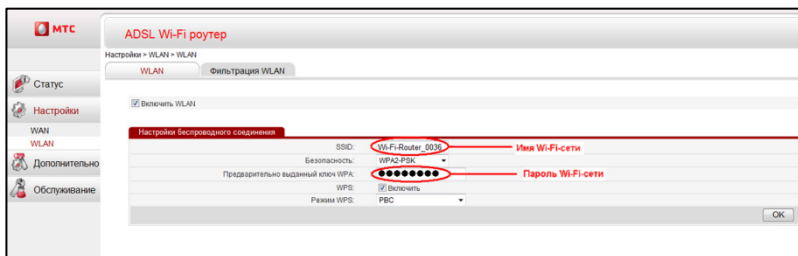 МТС
ADSL Wi-Fi роутер
Настройки > WLAN > WLAN
WLAN
Фильтрация WLAN
Статус
Настройки
WAN
WLAN
Дополнительно
Обслуживание
Включить WLAN
Настройки беспроводного соединения
SSID: Wi-Fi-Router_0036 Имя Wi-Fi-сети
Безопасность: WPA2-PSK
Предварительно выданный ключ WPA: ●●●●●●●● Пароль Wi-Fi-сети
WPS: Включить
Режим WPS: PBC
OK